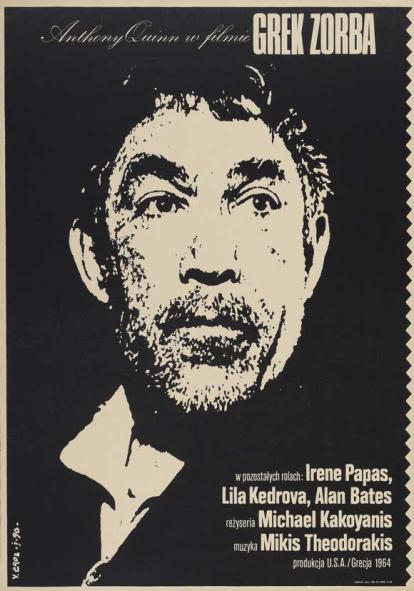 Anthony Quinn w filmie GREK ZORBA
w pozostałych rolach: Irene Papas,
Lila Kedrova, Alan Bates
reżyseria Michael Kakoyanis
muzyka Mikis Theodorakis
produkcja U.S.A./Grecja 1964